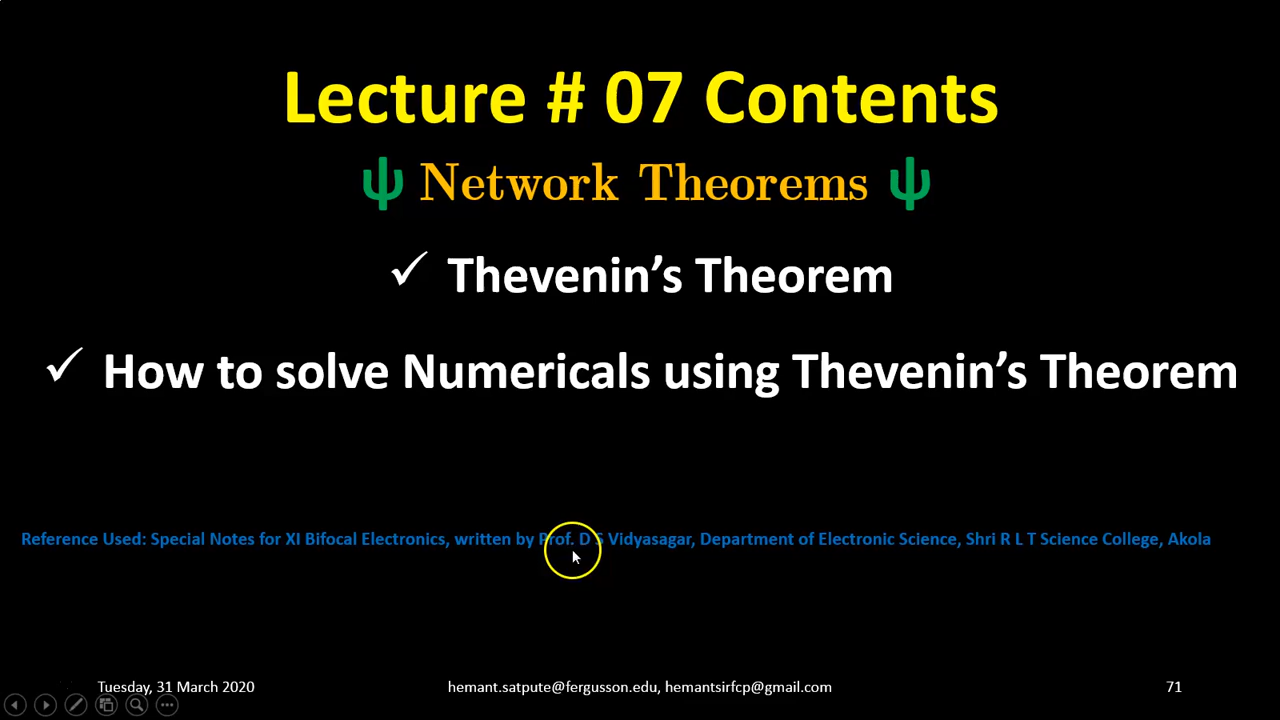 Lecture # 07 Contents
ψ Network Theorems ψ
✓ Thevenin’s Theorem
✓ How to solve Numericals using Thevenin’s Theorem
Reference Used: Special Notes for XI Bifocal Electronics, written by Prof. D S Vidyasagar, Department of Electronic Science, Shri R L T Science College, Akola
Tuesday, 31 March 2020 hemant.satpute@fergusson.edu, hemantsirfcp@gmail.com 71